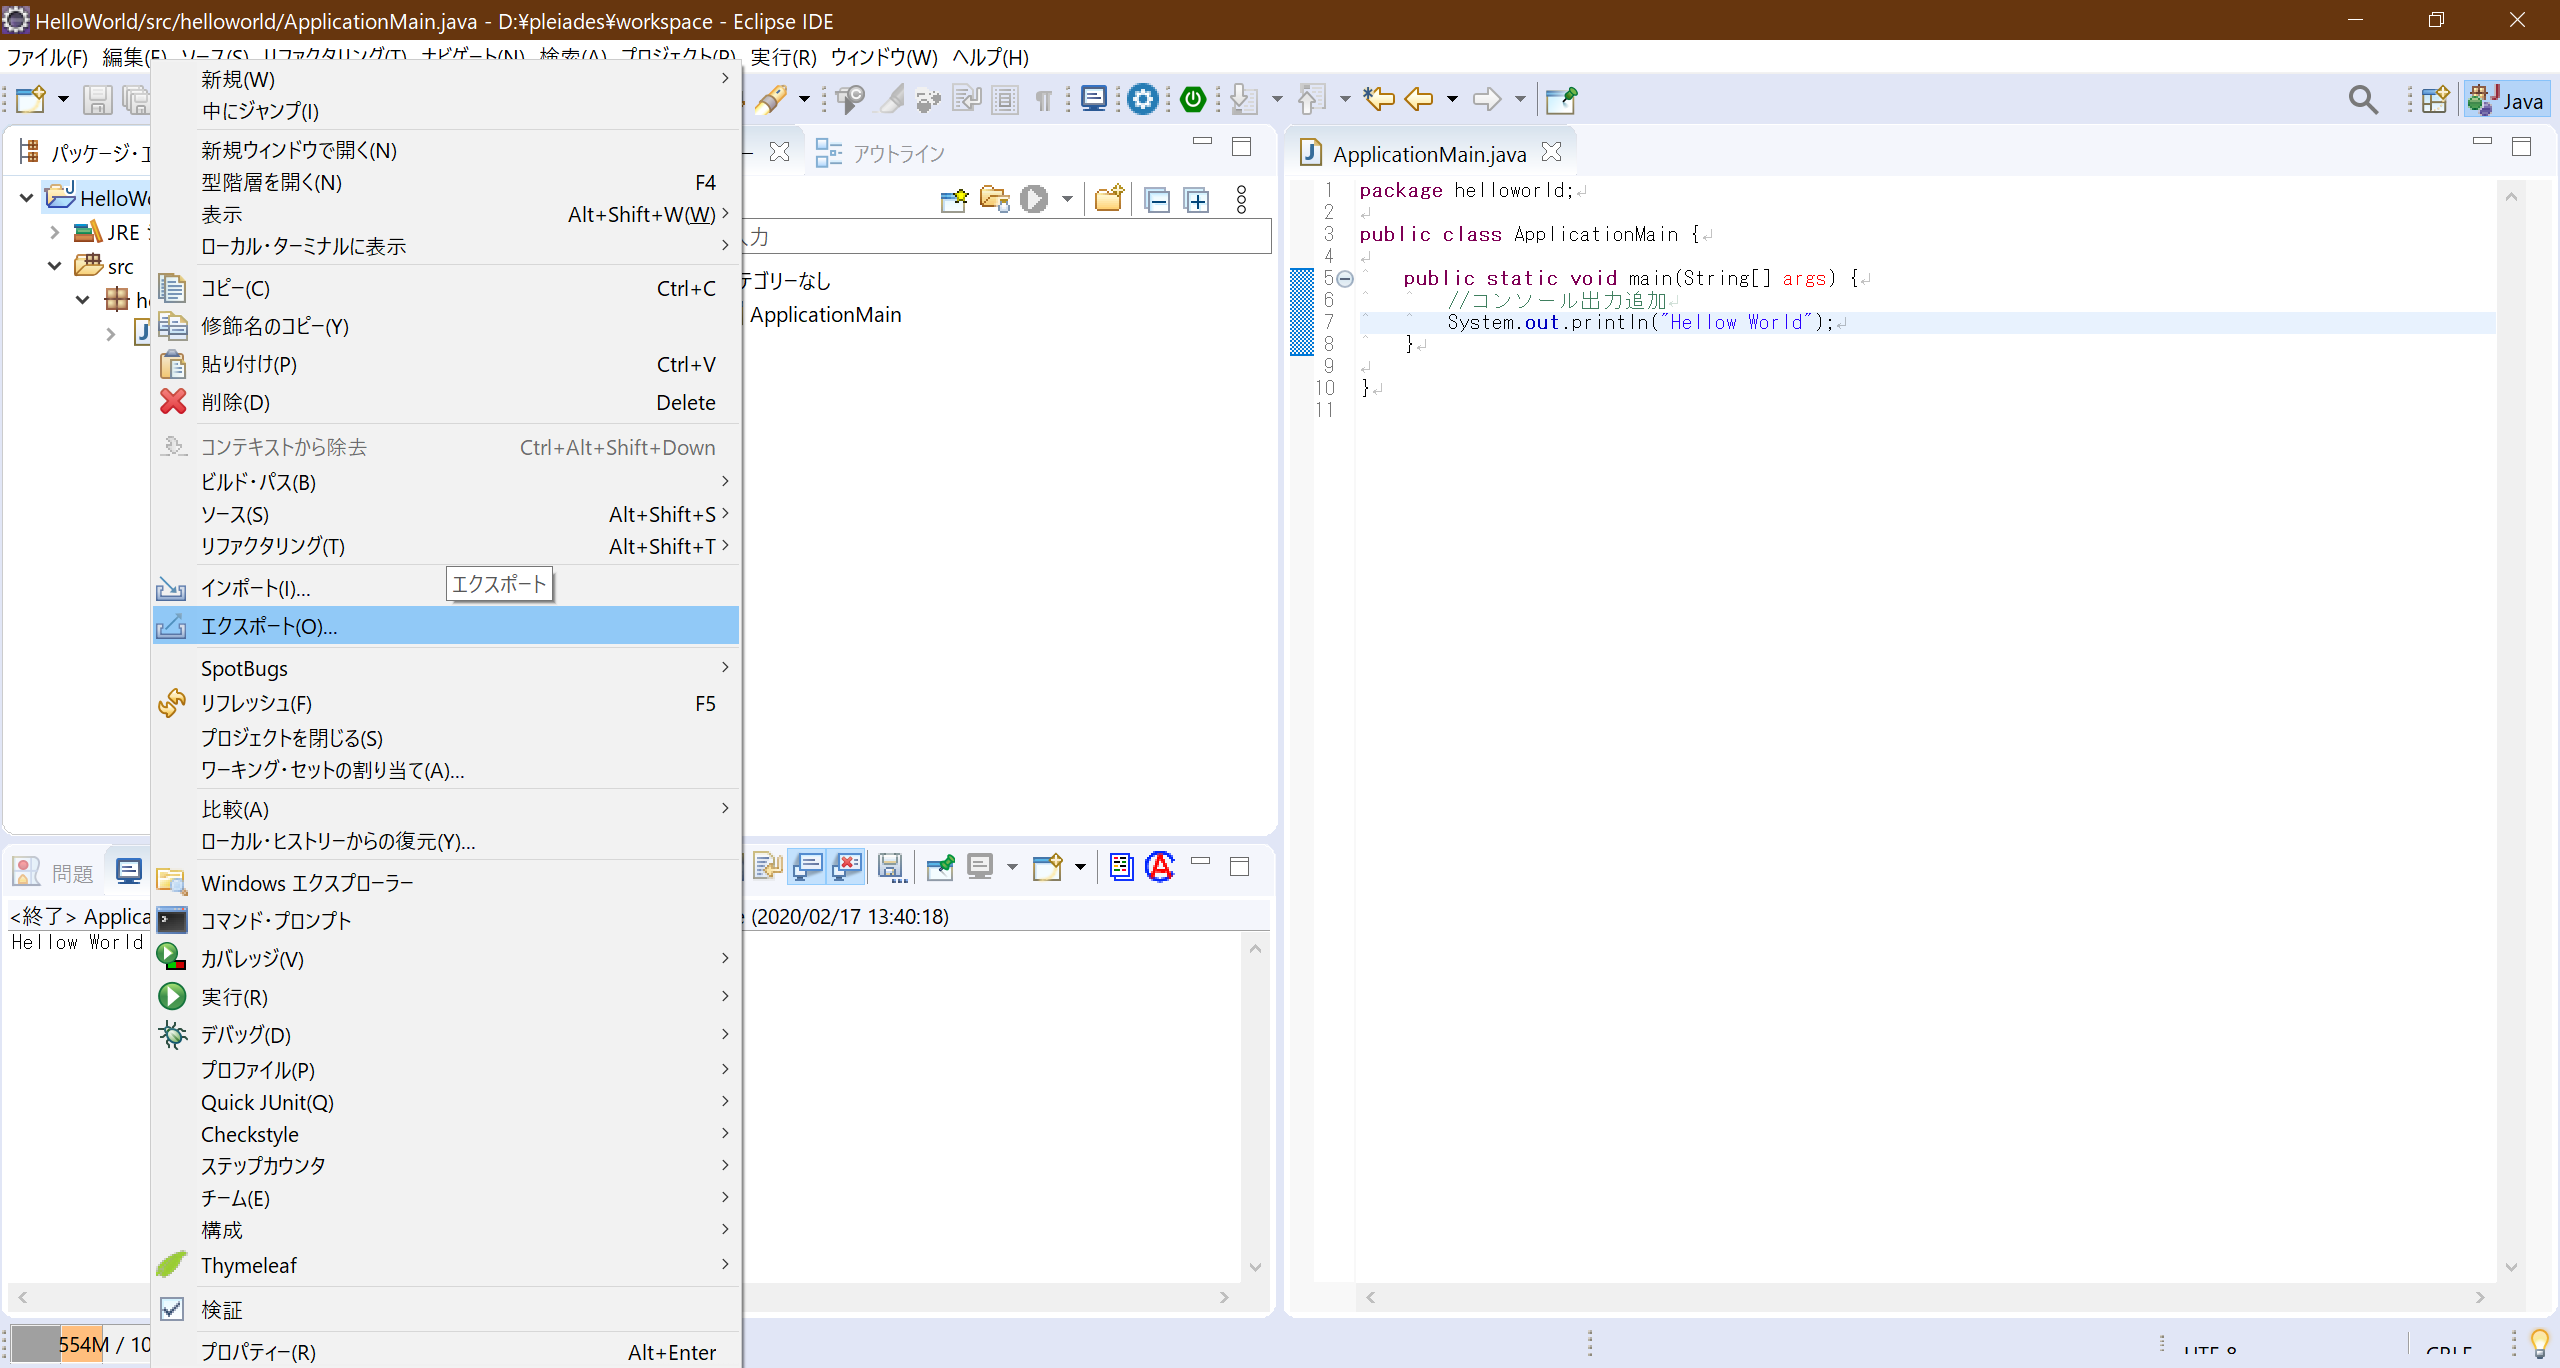 HelloWorld/src/helloworld/ApplicationMain.java - D:¥pleiades¥workspace - Eclipse IDE
ファイル(F) 編集(E) ソース(S) リファクタリング(T) ナビゲート(N) 検索(A) プロジェクト(P) 実行(R) ウィンドウ(W) ヘルプ(H)
Java
パッケージ・エ
HelloWo
JRE
src
新規(W)
中にジャンプ(I)
新規ウィンドウで開く(N)
型階層を開く(N) F4
表示 Alt+Shift+W(W)
ローカル・ターミナルに表示
コピー(C) Ctrl+C
修飾名のコピー(Y)
貼り付け(P) Ctrl+V
削除(D) Delete
コンテキストから除去 Ctrl+Alt+Shift+Down
ビルド・パス(B)
ソース(S) Alt+Shift+S
リファクタリング(T) Alt+Shift+T
インポート(I)...
エクスポート
エクスポート(O)...
SpotBugs
リフレッシュ(F) F5
プロジェクトを閉じる(S)
ワーキング・セットの割り当て(A)...
比較(A)
ローカル・ヒストリーからの復元(Y)...
Windows エクスプローラー
コマンド・プロンプト
カバレッジ(V)
実行(R)
デバッグ(D)
プロファイル(P)
Quick JUnit(Q)
Checkstyle
ステップカウンタ
チーム(E)
構成
Thymeleaf
検証
プロパティー(R) Alt+Enter
アウトライン
入力
テゴリーなし
ApplicationMain
ApplicationMain.java
1 package helloworld;
2
3 public class ApplicationMain {
4
5 public static void main(String[] args) {
6 //コンソール出力追加
7 System.out.println("Hellow World");
8 }
9
10 }
11
問題
<終了> Applica
e (2020/02/17 13:40:18)
Hellow World
554M / 10
UTF-8
CRLF